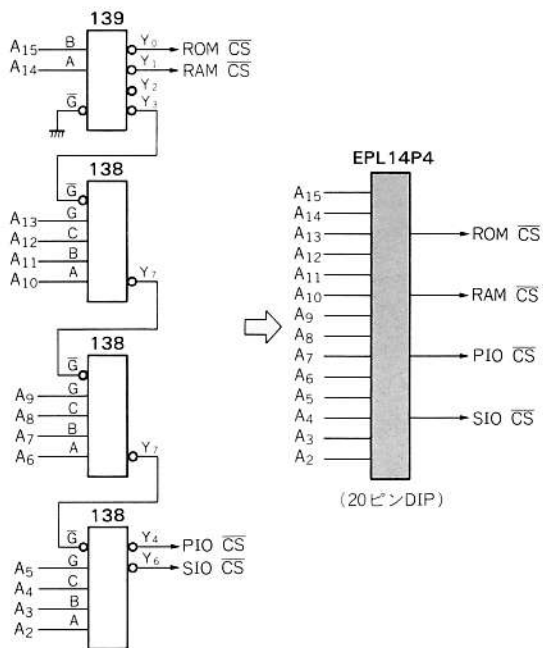 139
A15 B Y0 ROM CS̅
A14 A Y1 RAM CS̅
Y2
G̅ Y3
138
G̅
A13 G
A12 C
A11 B
A10 A Y7
138
G̅
A9 G
A8 C
A7 B
A6 A Y7
138
G̅ Y4 PIO CS̅
A5 G Y6 SIO CS̅
A4 C
A3 B
A2 A
EPL14P4
A15
A14
A13 ROM CS̅
A12
A11
A10 RAM CS̅
A9
A8
A7 PIO CS̅
A6
A5
A4 SIO CS̅
A3
A2
(20ピンDIP)